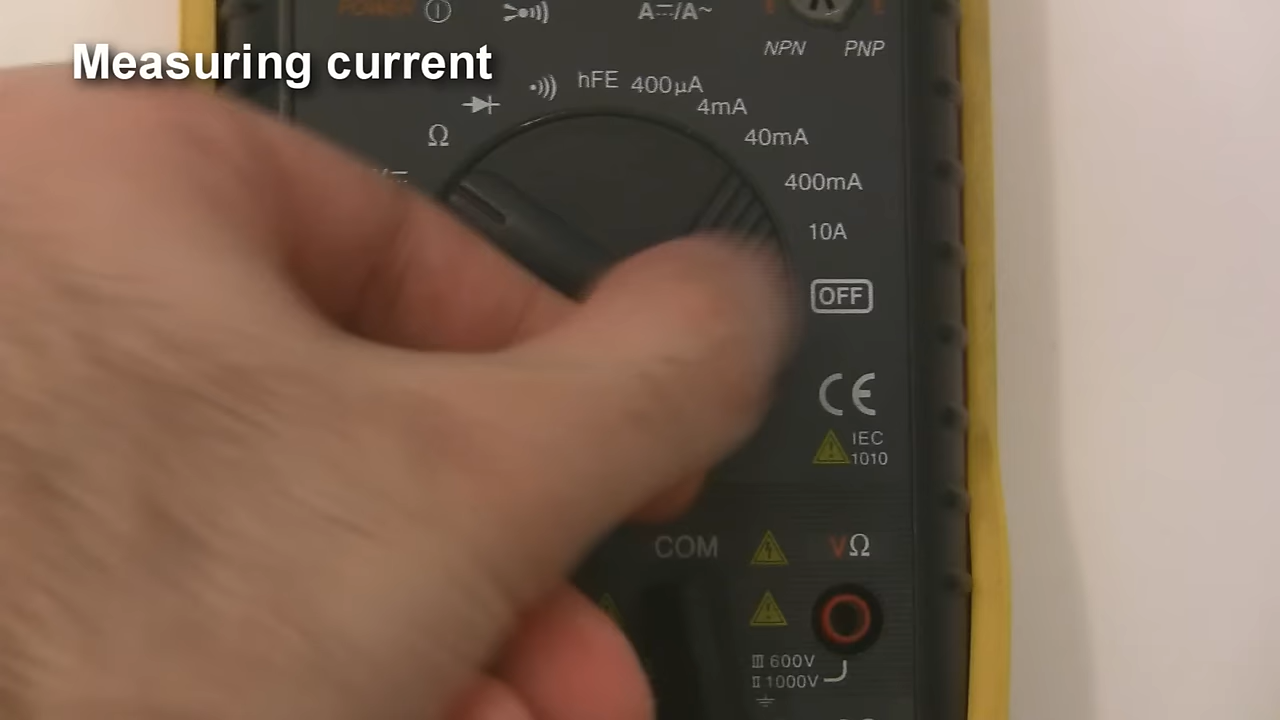 POWER
A⎓/A~
NPN PNP
Measuring current
hFE 400µA
4mA
40mA
Ω
400mA
10A
OFF
CE
IEC
1010
COM
VΩ
III 600V
II 1000V